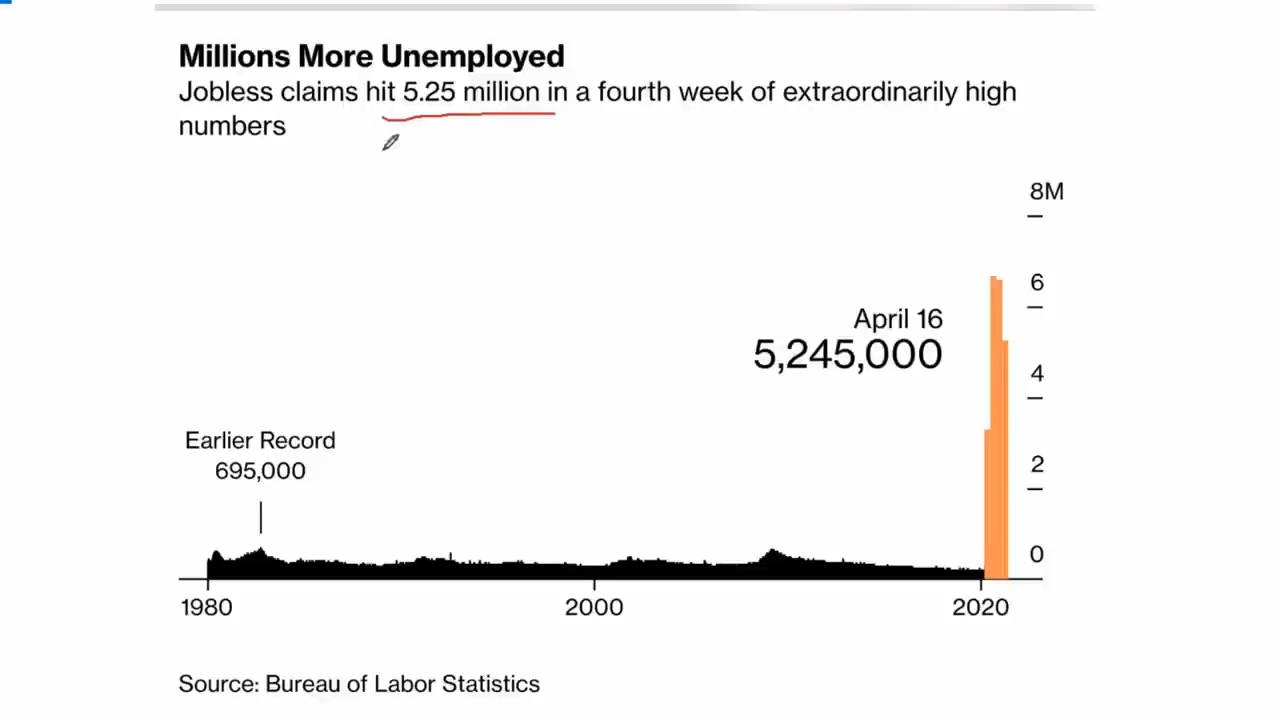 Millions More Unemployed
Jobless claims hit 5.25 million in a fourth week of extraordinarily high
numbers
8M
6
April 16
5,245,000
4
Earlier Record
695,000
2
0
1980
2000
2020
Source: Bureau of Labor Statistics